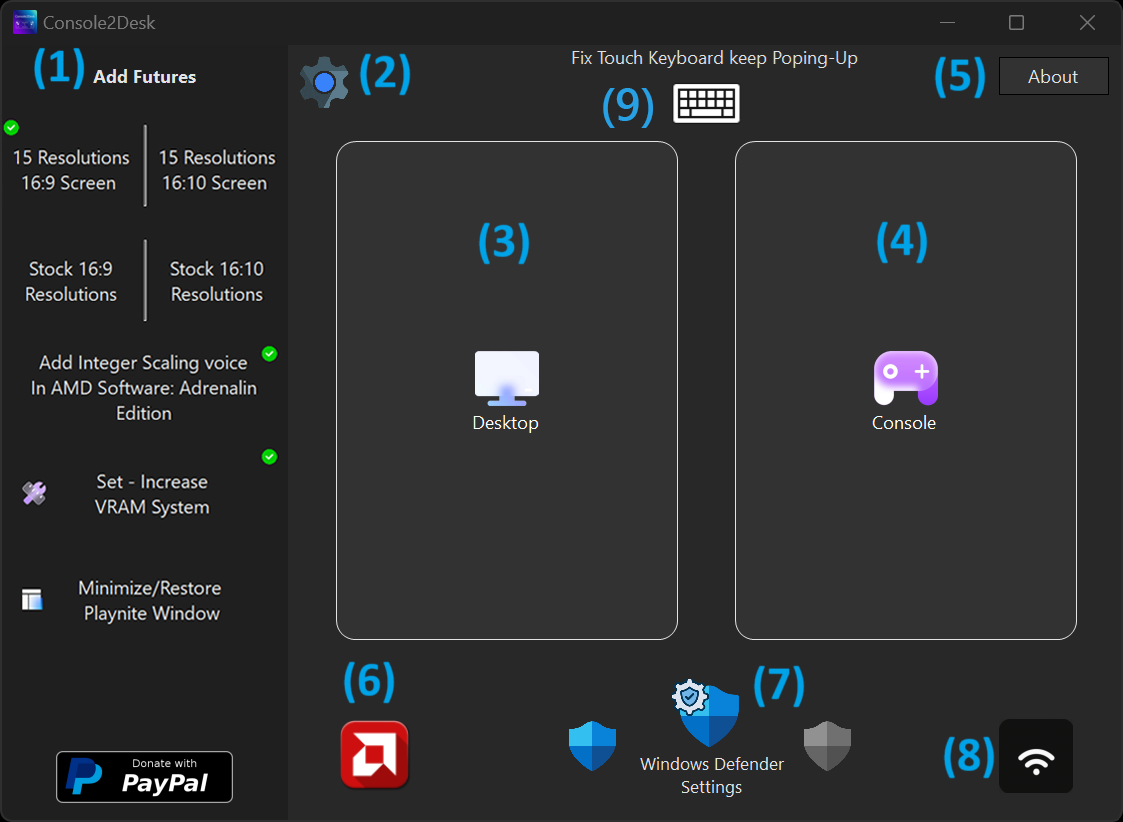 Console2Desk
(1) Add Futures
(2)
Fix Touch Keyboard keep Poping-Up
(9)
(5) About
15 Resolutions
16:9 Screen
15 Resolutions
16:10 Screen
Stock 16:9
Resolutions
Stock 16:10
Resolutions
Add Integer Scaling voice
In AMD Software: Adrenalin
Edition
Set - Increase
VRAM System
Minimize/Restore
Playnite Window
Donate with
PayPal
(3)
Desktop
(4)
Console
(6)
(7)
Windows Defender
Settings
(8)